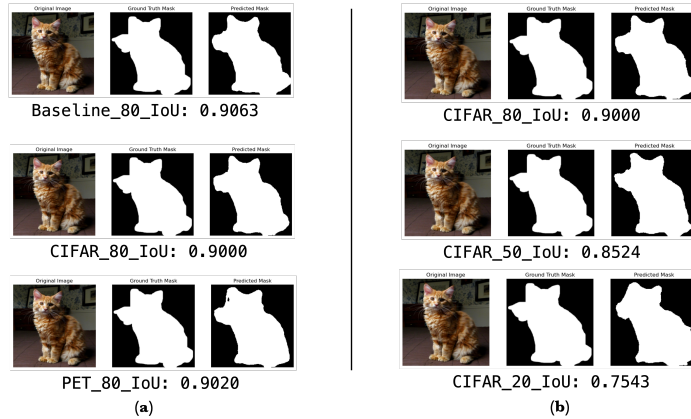 Original Image Ground Truth Mask Predicted Mask
Baseline_80_IoU: 0.9063
Original Image Ground Truth Mask Predicted Mask
CIFAR_80_IoU: 0.9000
Original Image Ground Truth Mask Predicted Mask
PET_80_IoU: 0.9020
(a)
Original Image Ground Truth Mask Predicted Mask
CIFAR_80_IoU: 0.9000
Original Image Ground Truth Mask Predicted Mask
CIFAR_50_IoU: 0.8524
Original Image Ground Truth Mask Predicted Mask
CIFAR_20_IoU: 0.7543
(b)